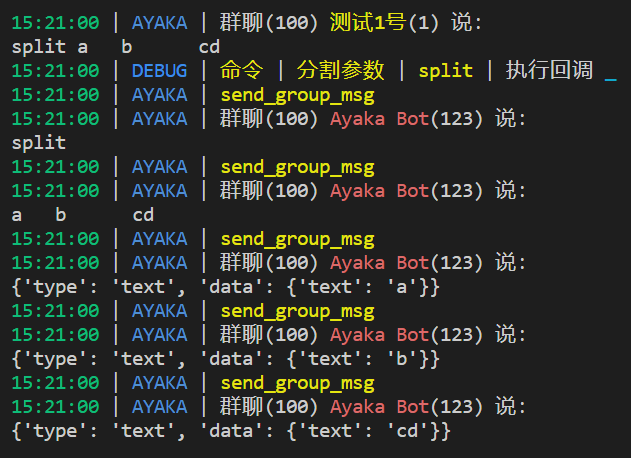 15:21:00 | AYAKA | 群聊(100) 测试1号(1) 说:
split a   b      cd
15:21:00 | DEBUG | 命令 | 分割参数 | split | 执行回调 _
15:21:00 | AYAKA | send_group_msg
15:21:00 | AYAKA | 群聊(100) Ayaka Bot(123) 说:
split
15:21:00 | AYAKA | send_group_msg
15:21:00 | AYAKA | 群聊(100) Ayaka Bot(123) 说:
a   b      cd
15:21:00 | AYAKA | send_group_msg
15:21:00 | AYAKA | 群聊(100) Ayaka Bot(123) 说:
{'type': 'text', 'data': {'text': 'a'}}
15:21:00 | AYAKA | send_group_msg
15:21:00 | AYAKA | 群聊(100) Ayaka Bot(123) 说:
{'type': 'text', 'data': {'text': 'b'}}
15:21:00 | AYAKA | send_group_msg
15:21:00 | AYAKA | 群聊(100) Ayaka Bot(123) 说:
{'type': 'text', 'data': {'text': 'cd'}}